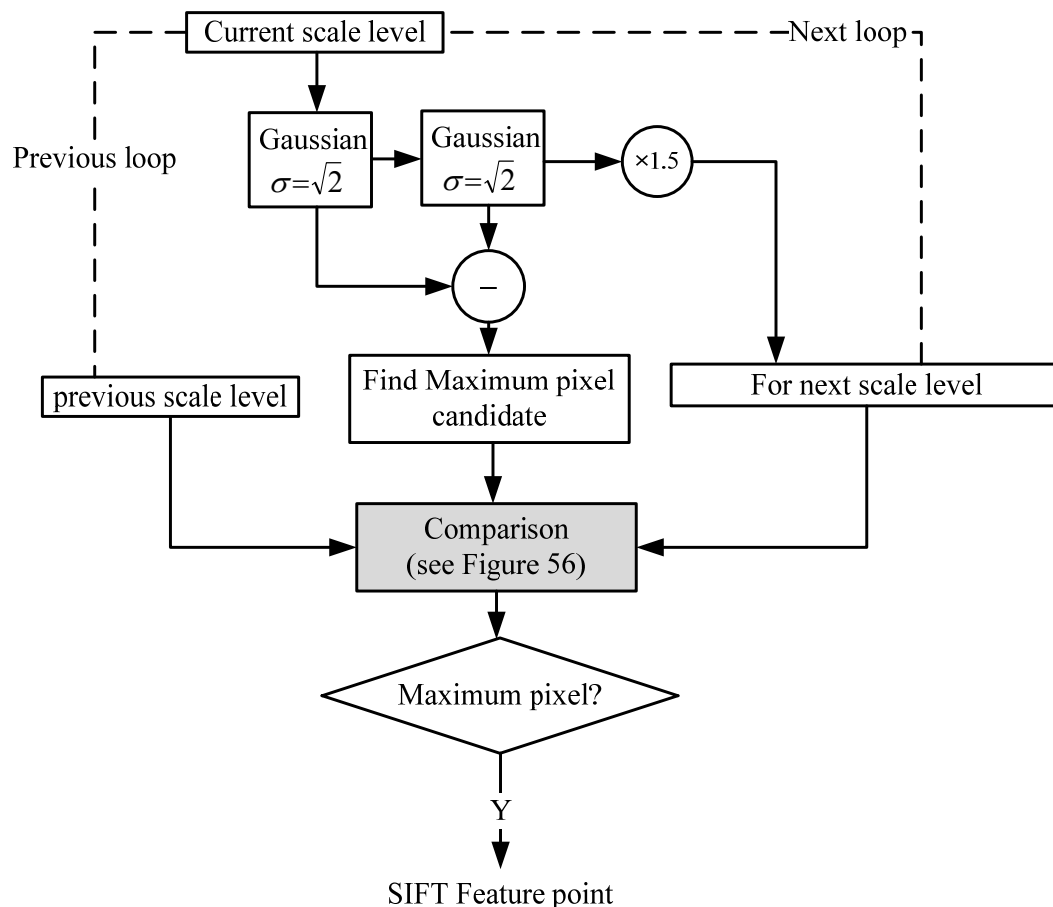 Current scale level
Next loop
Gaussian
σ=√2
Gaussian
σ=√2
×1.5
Previous loop
–
previous scale level
Find Maximum pixel
candidate
For next scale level
Comparison
(see Figure 56)
Maximum pixel?
Y
SIFT Feature point